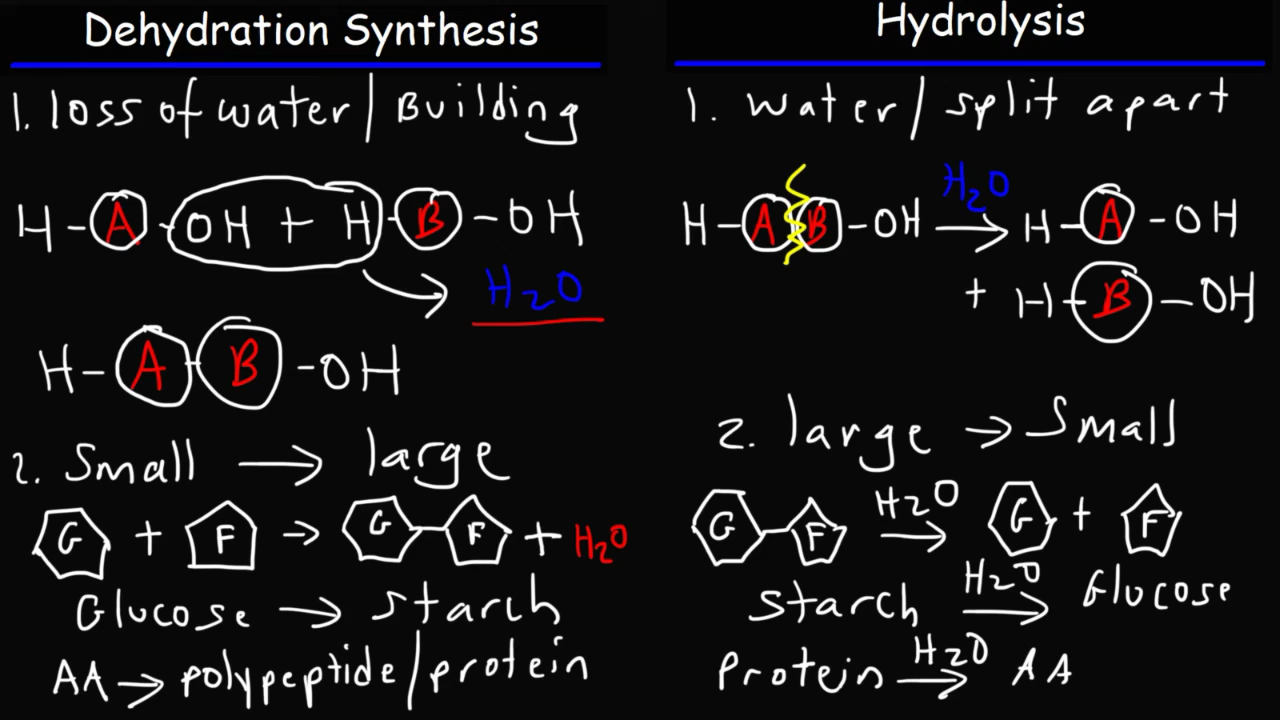 Dehydration Synthesis
1. loss of water / Building
H - A - OH + H - B - OH
H2O
H - A - B - OH
2. Small → large
G + F → G - F + H2O
Glucose → starch
AA → polypeptide / protein
Hydrolysis
1. water / split apart
H - A B - OH H2O → H - A - OH
+ H - B - OH
2. large → Small
G - F H2O → G + F
starch H2O → Glucose
Protein H2O → AA